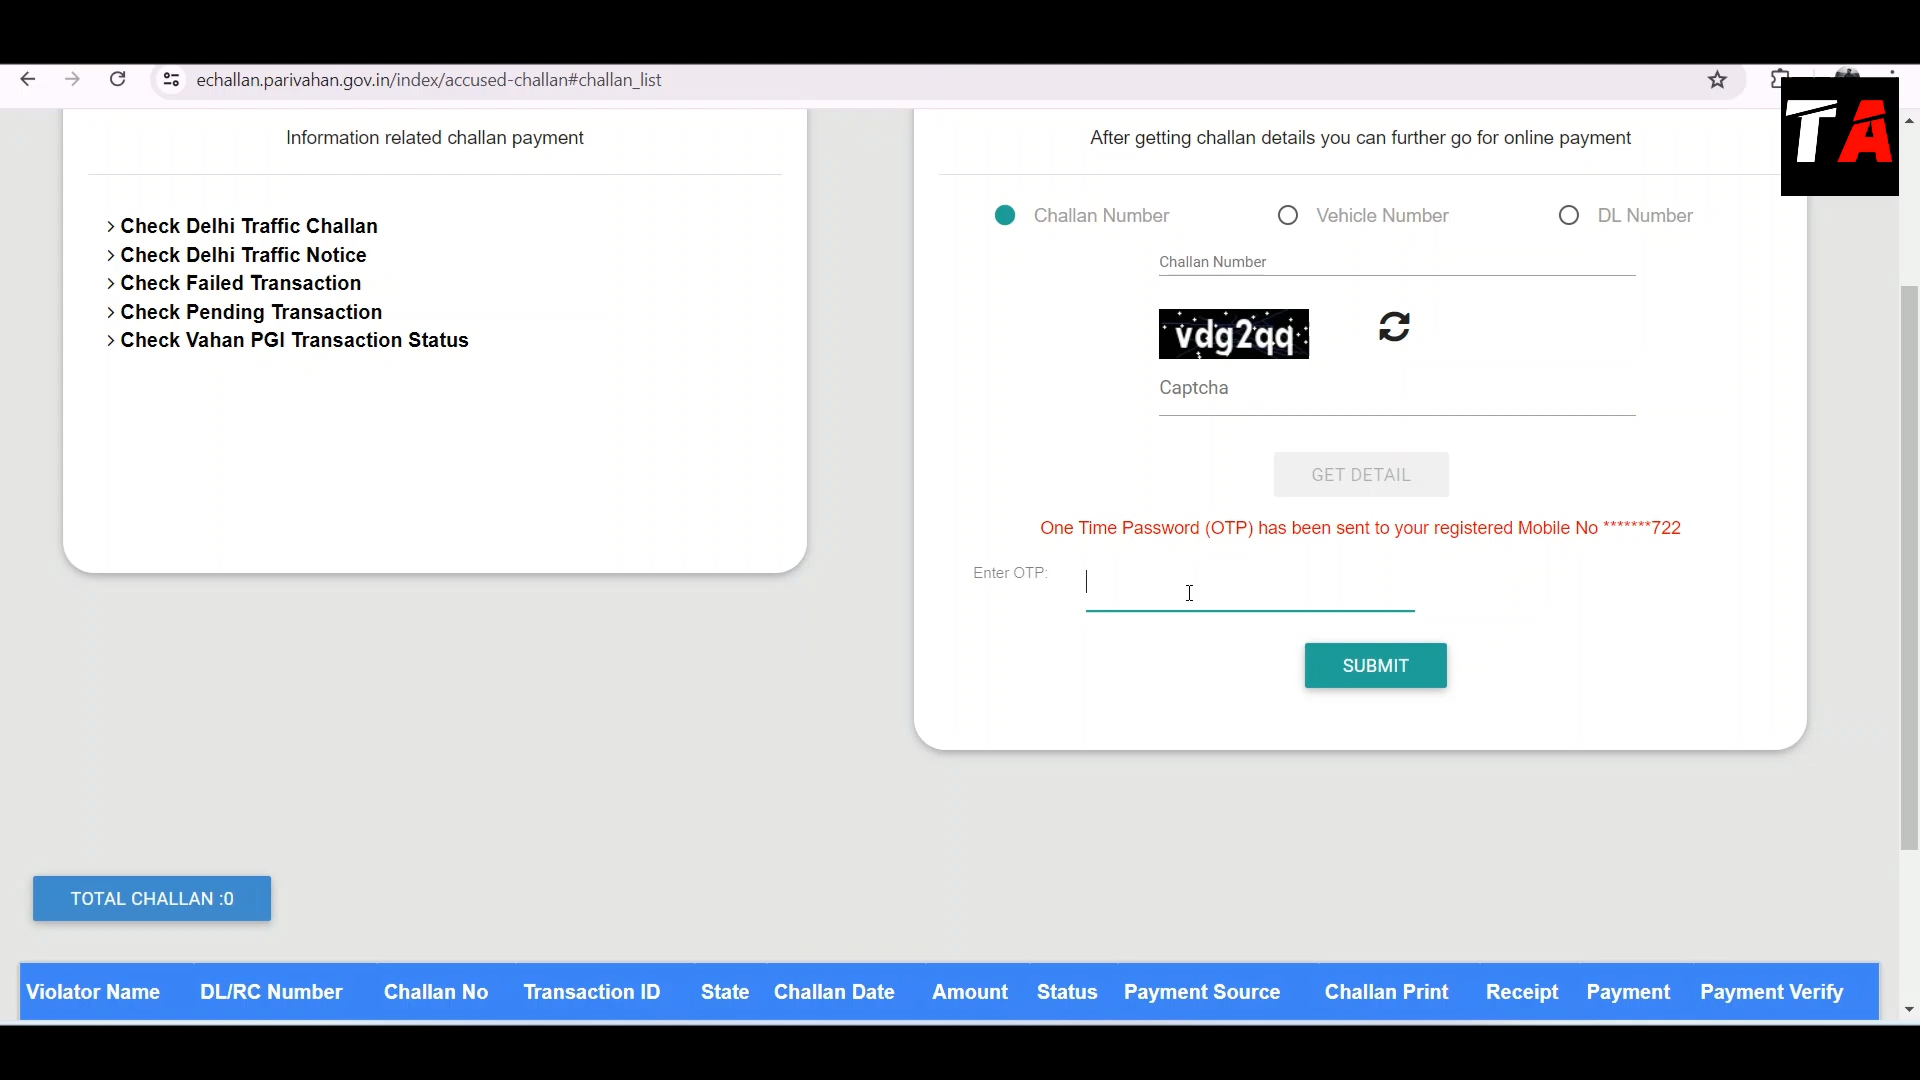 echallan.parivahan.gov.in/index/accused-challan#challan_list
TA
Information related challan payment
> Check Delhi Traffic Challan
> Check Delhi Traffic Notice
> Check Failed Transaction
> Check Pending Transaction
> Check Vahan PGI Transaction Status
After getting challan details you can further go for online payment
Challan Number Vehicle Number DL Number
Challan Number
vdg2qq
Captcha
GET DETAIL
One Time Password (OTP) has been sent to your registered Mobile No *******722
Enter OTP:
SUBMIT
TOTAL CHALLAN :0
Violator Name DL/RC Number Challan No Transaction ID State Challan Date Amount Status Payment Source Challan Print Receipt Payment Payment Verify